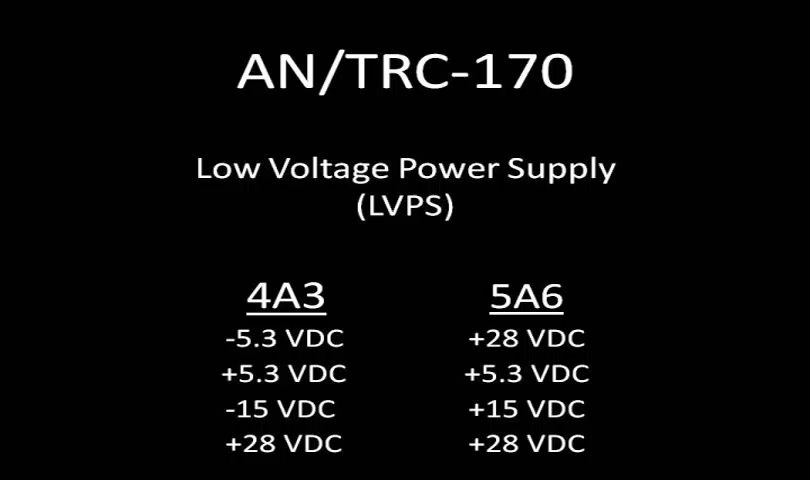 AN/TRC-170
Low Voltage Power Supply
(LVPS)
4A3 5A6
-5.3 VDC +28 VDC
+5.3 VDC +5.3 VDC
-15 VDC +15 VDC
+28 VDC +28 VDC